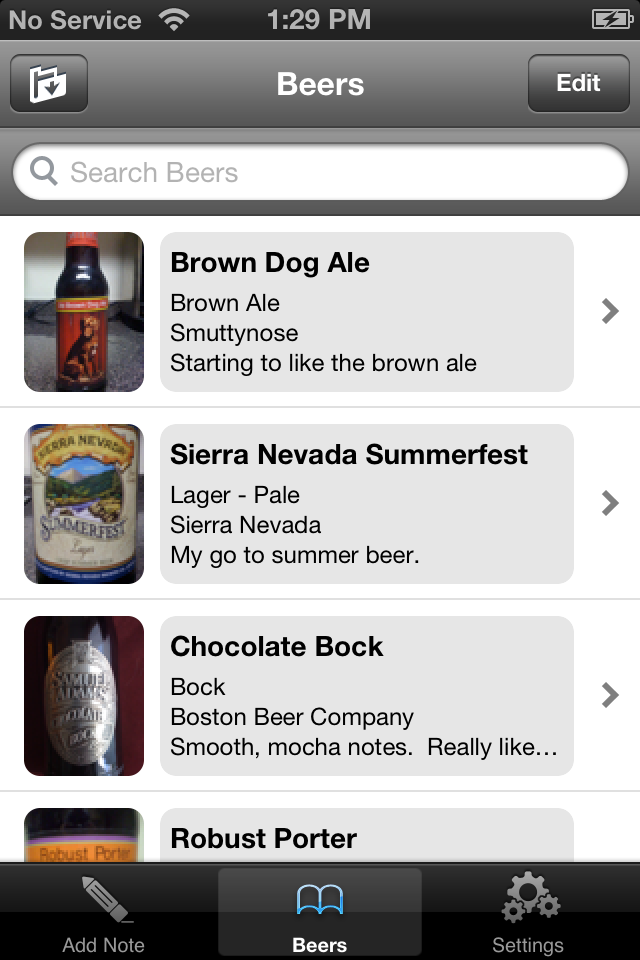 No Service 1:29 PM
Beers
Edit
Search Beers
Brown Dog Ale
Brown Ale
Smuttynose
Starting to like the brown ale
SIERRA NEVADA
SUMMERFEST
Lager
Sierra Nevada Summerfest
Lager - Pale
Sierra Nevada
My go to summer beer.
SAMUEL
ADAMS
CHOCOLATE
BOCK
Chocolate Bock
Bock
Boston Beer Company
Smooth, mocha notes.  Really like…
Robust Porter
Robust Porter
Add Note
Beers
Settings